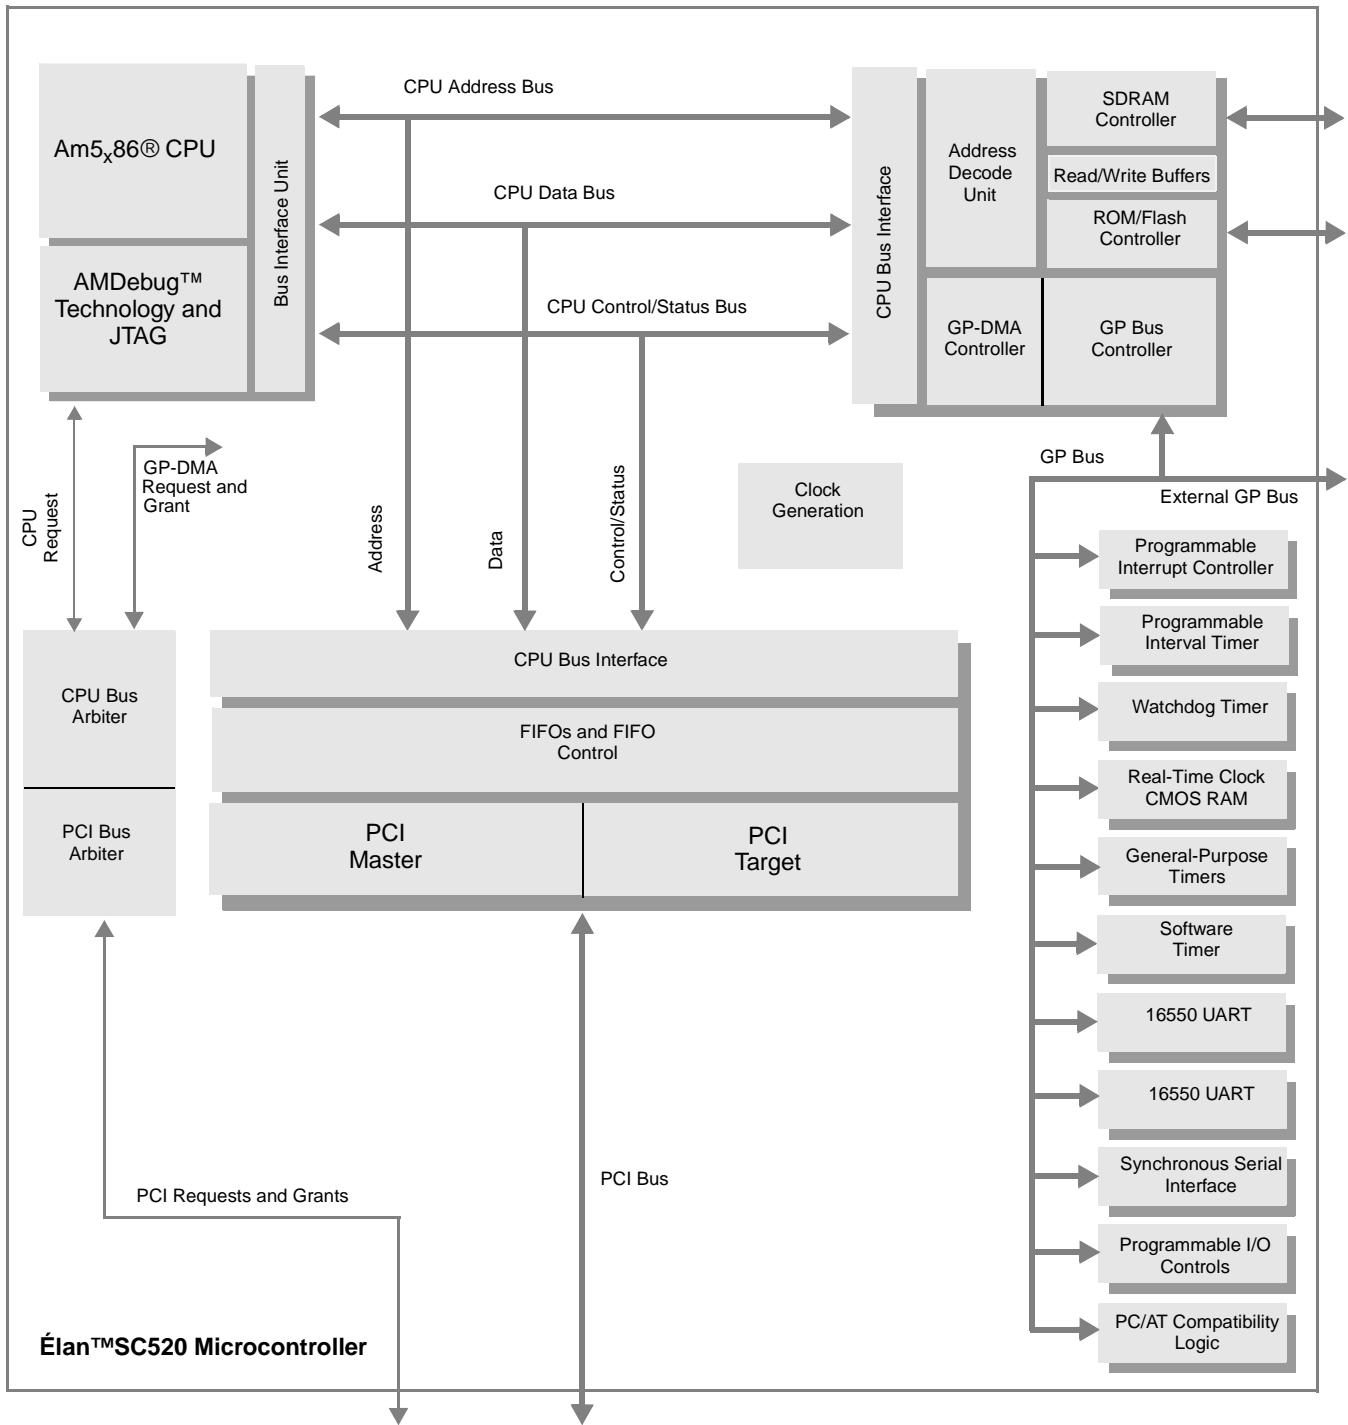 CPU Address Bus
Am5x86® CPU
Bus Interface Unit
AMDebug™
Technology and
JTAG
CPU Data Bus
CPU Control/Status Bus
CPU Bus Interface
Address
Decode
Unit
SDRAM
Controller
Read/Write Buffers
ROM/Flash
Controller
GP-DMA
Controller
GP Bus
Controller
CPU
Request
GP-DMA
Request and
Grant
Address
Data
Control/Status
Clock
Generation
GP Bus
External GP Bus
Programmable
Interrupt Controller
Programmable
Interval Timer
Watchdog Timer
Real-Time Clock
CMOS RAM
General-Purpose
Timers
Software
Timer
16550 UART
16550 UART
Synchronous Serial
Interface
Programmable I/O
Controls
PC/AT Compatibility
Logic
CPU Bus
Arbiter
PCI Bus
Arbiter
CPU Bus Interface
FIFOs and FIFO
Control
PCI
Master
PCI
Target
PCI Requests and Grants
PCI Bus
Élan™SC520 Microcontroller